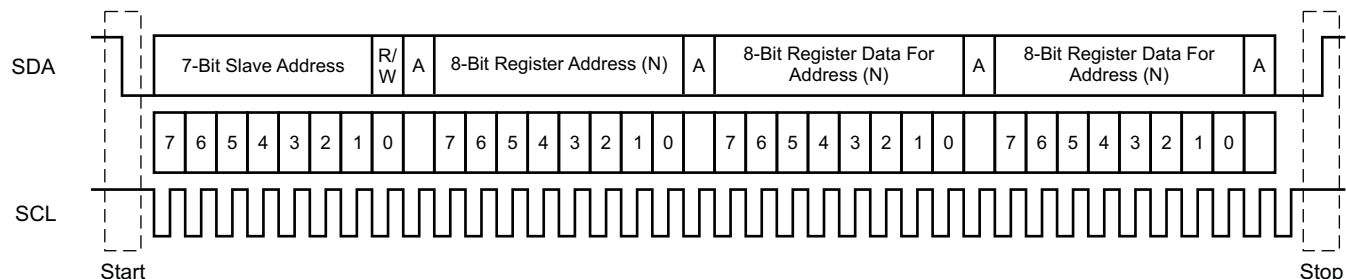 SDA
7-Bit Slave Address
R/
W
A
8-Bit Register Address (N)
A
8-Bit Register Data For
Address (N)
A
8-Bit Register Data For
Address (N)
A
7 6 5 4 3 2 1 0 7 6 5 4 3 2 1 0 7 6 5 4 3 2 1 0 7 6 5 4 3 2 1 0
SCL
Start
Stop